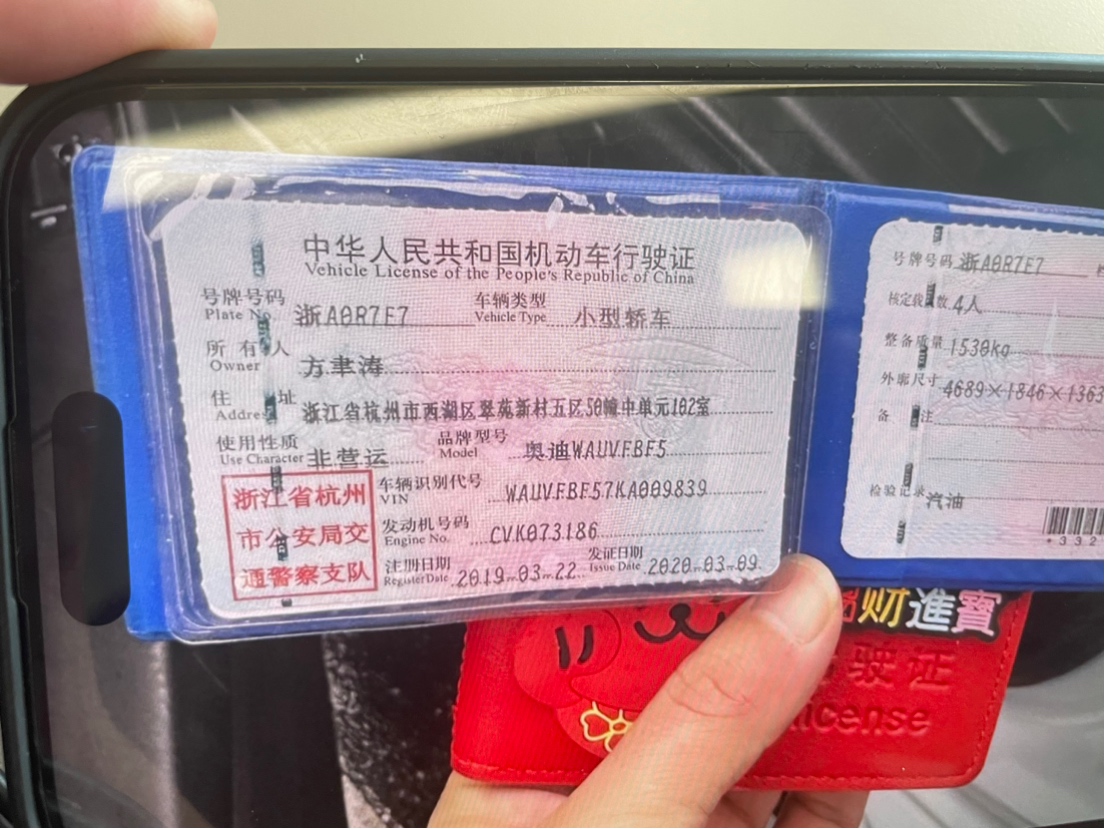 中华人民共和国机动车行驶证
Vehicle License of the People's Republic of China
号牌号码 浙A0R7E7 车辆类型 小型轿车
Plate No. Vehicle Type
所有人 方聿涛
Owner
住址 浙江省杭州市西湖区翠苑新村五区50幢中单元102室
Address
使用性质 非营运 品牌型号 奥迪WAUVFBF5
Use Character Model
浙江省杭州
市公安局交
通警察支队
车辆识别代号 WAUVFBF57KA009839
VIN
发动机号码 CVK073186
Engine No.
注册日期 2019-03-22 发证日期 2020-03-09
Register Date Issue Date
号牌号码 浙A0R7E7
核定载人数 4人
整备质量 1530kg
外廓尺寸 4689×1846×1363
备注
检验记录 汽油
*332
财進寶
驶证
icense